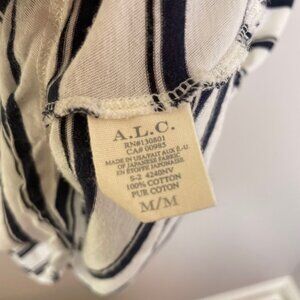 A.L.C.
RN#130801
CA# 00985
MADE IN USA/FAIT AUX É.-U
OF JAPANESE FABRIC
EN ÉTOFFE JAPONAISE
S-2 4240NV
100% COTTON
PUR COTON
M/M